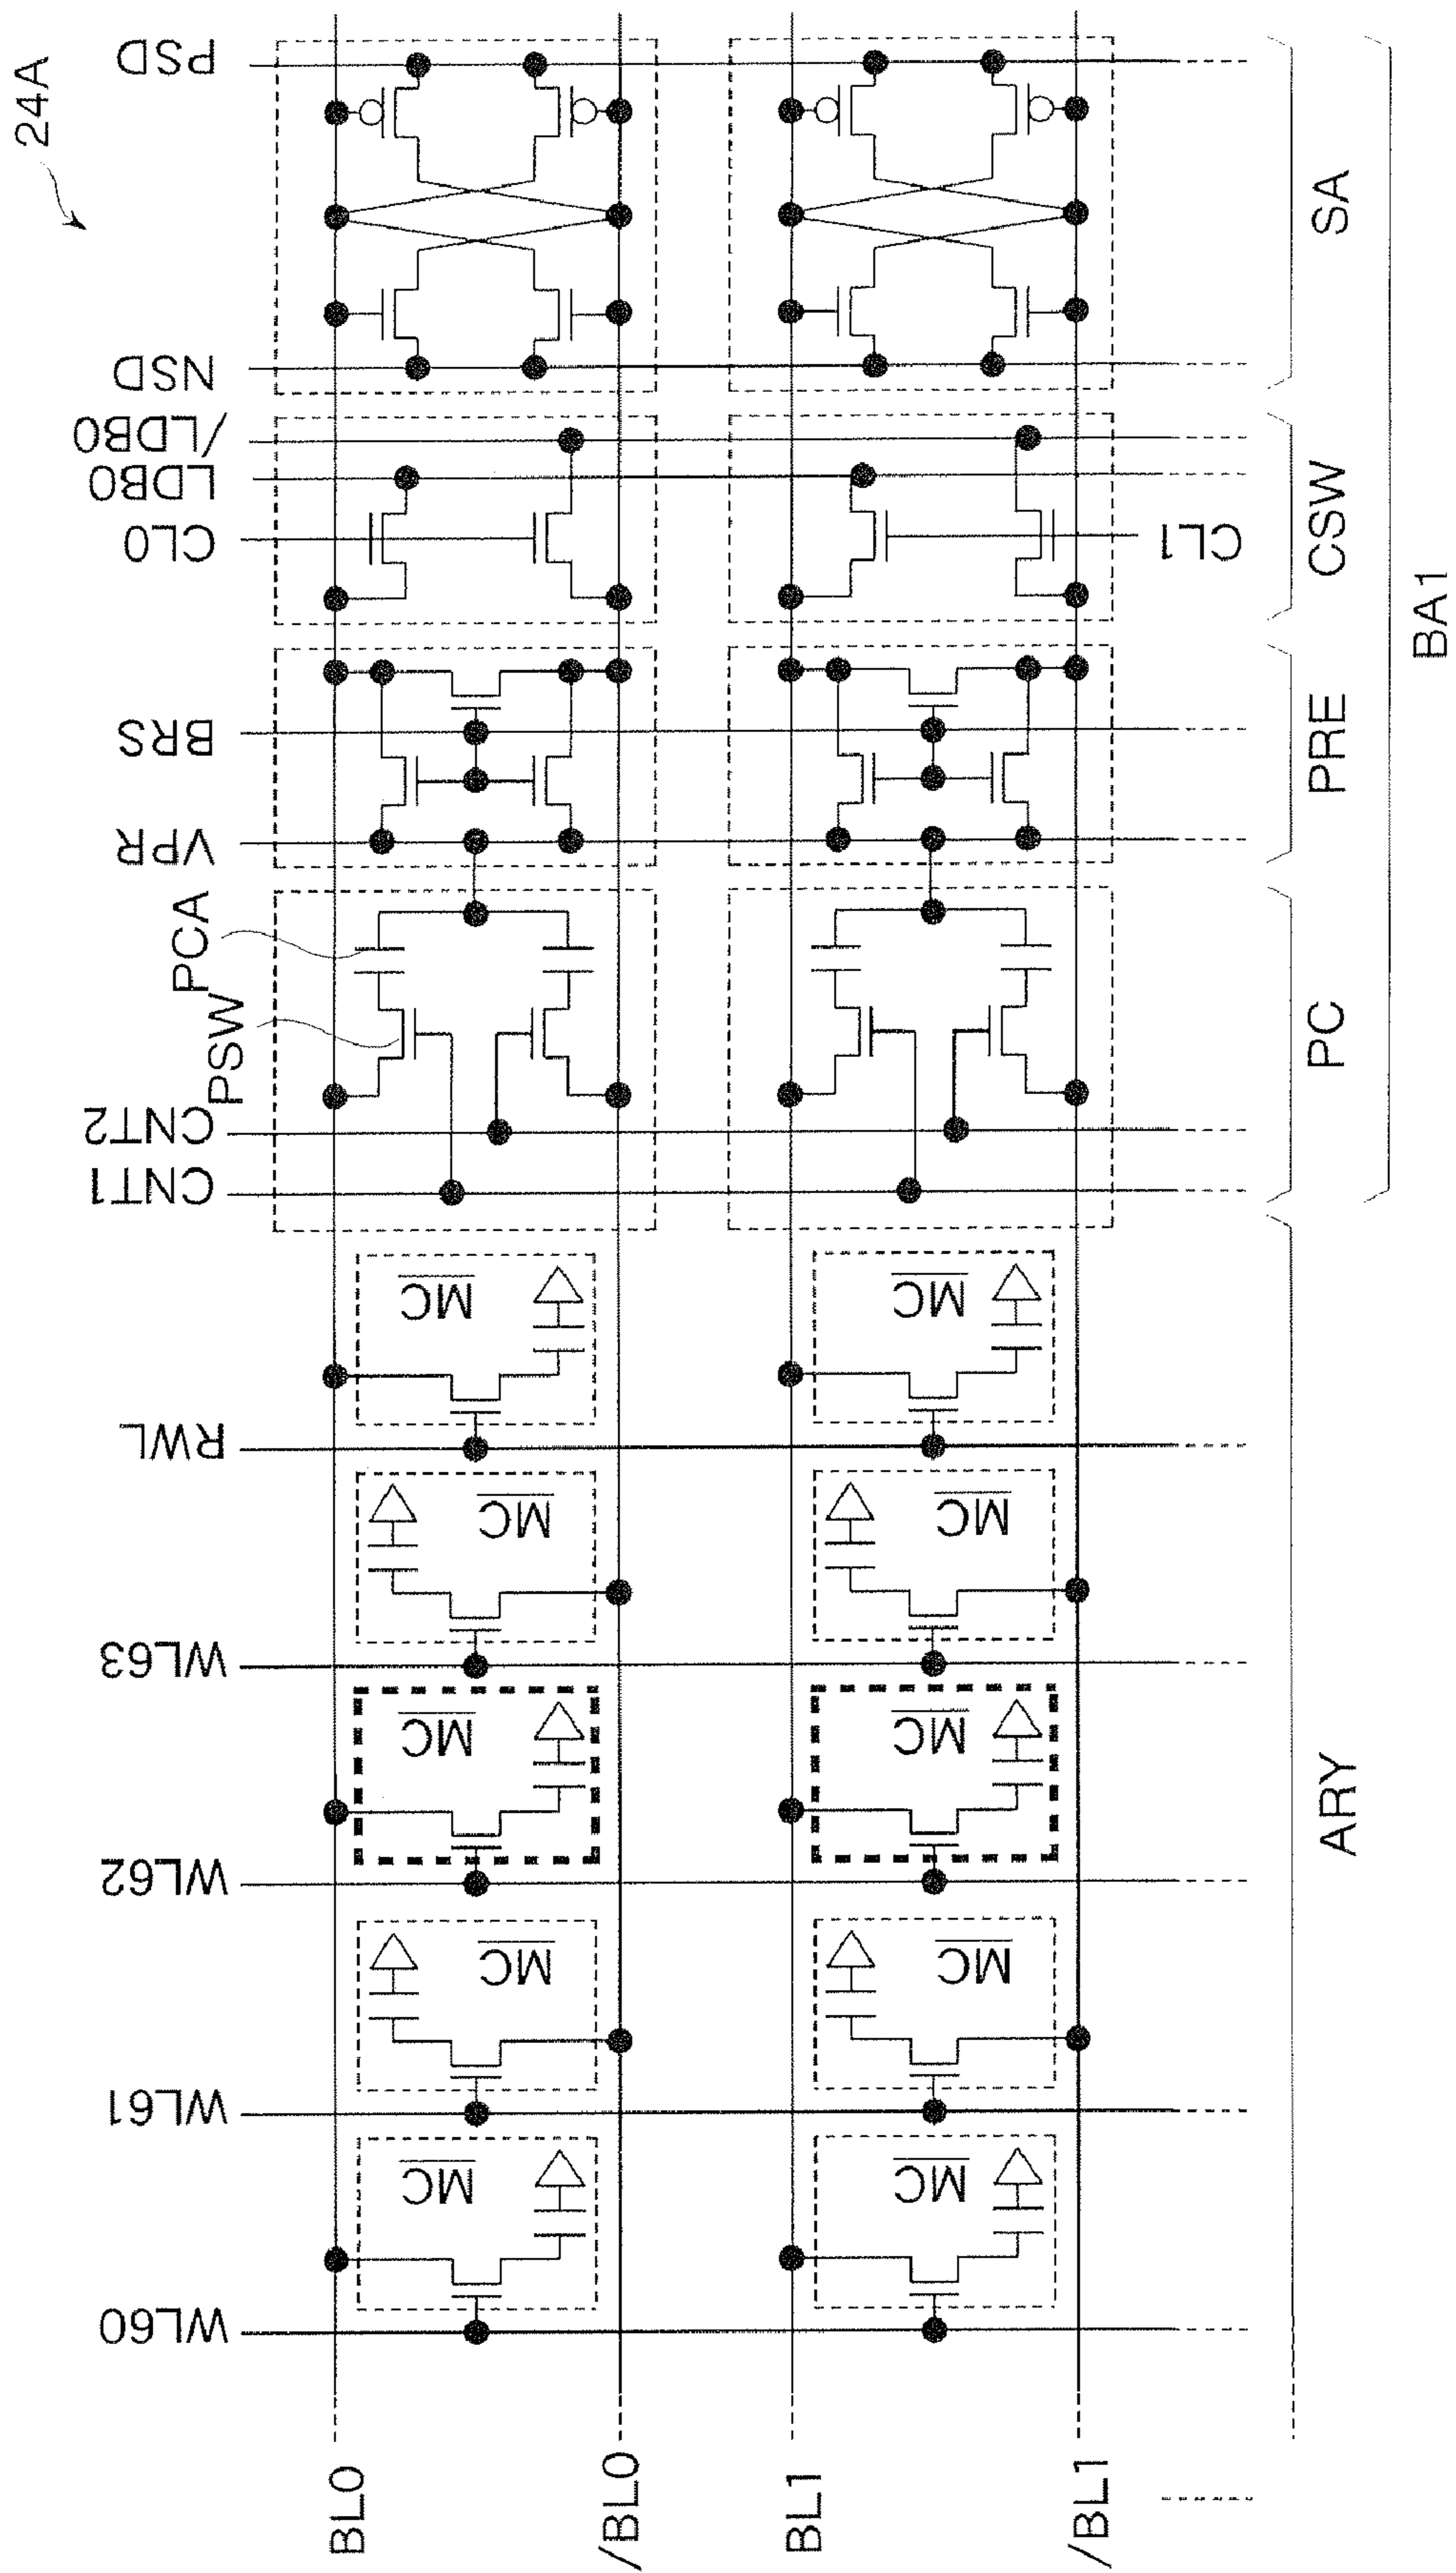 24A
WL60
WL61
WL62
WL63
RWL
CNT1
CNT2
VPR
BRS
CL0
LDB0
/LDB0
NSD
PSD
PSW
PCA
BL0
MC
MC
MC
MC
MC
/BL0
BL1
MC
MC
MC
MC
MC
CL1
/BL1
ARY
PC
PRE
CSW
SA
BA1